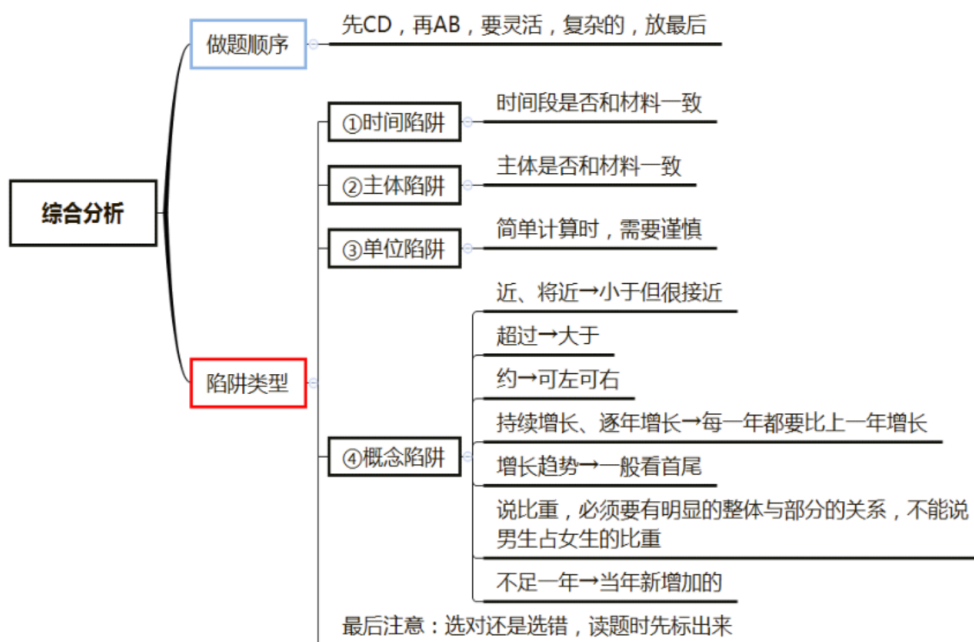 综合分析
做题顺序
先CD，再AB，要灵活，复杂的，放最后
陷阱类型
①时间陷阱
时间段是否和材料一致
②主体陷阱
主体是否和材料一致
③单位陷阱
简单计算时，需要谨慎
④概念陷阱
近、将近→小于但很接近
超过→大于
约→可左可右
持续增长、逐年增长→每一年都要比上一年增长
增长趋势→一般看首尾
说比重，必须要有明显的整体与部分的关系，不能说
男生占女生的比重
不足一年→当年新增加的
最后注意：选对还是选错，读题时先标出来